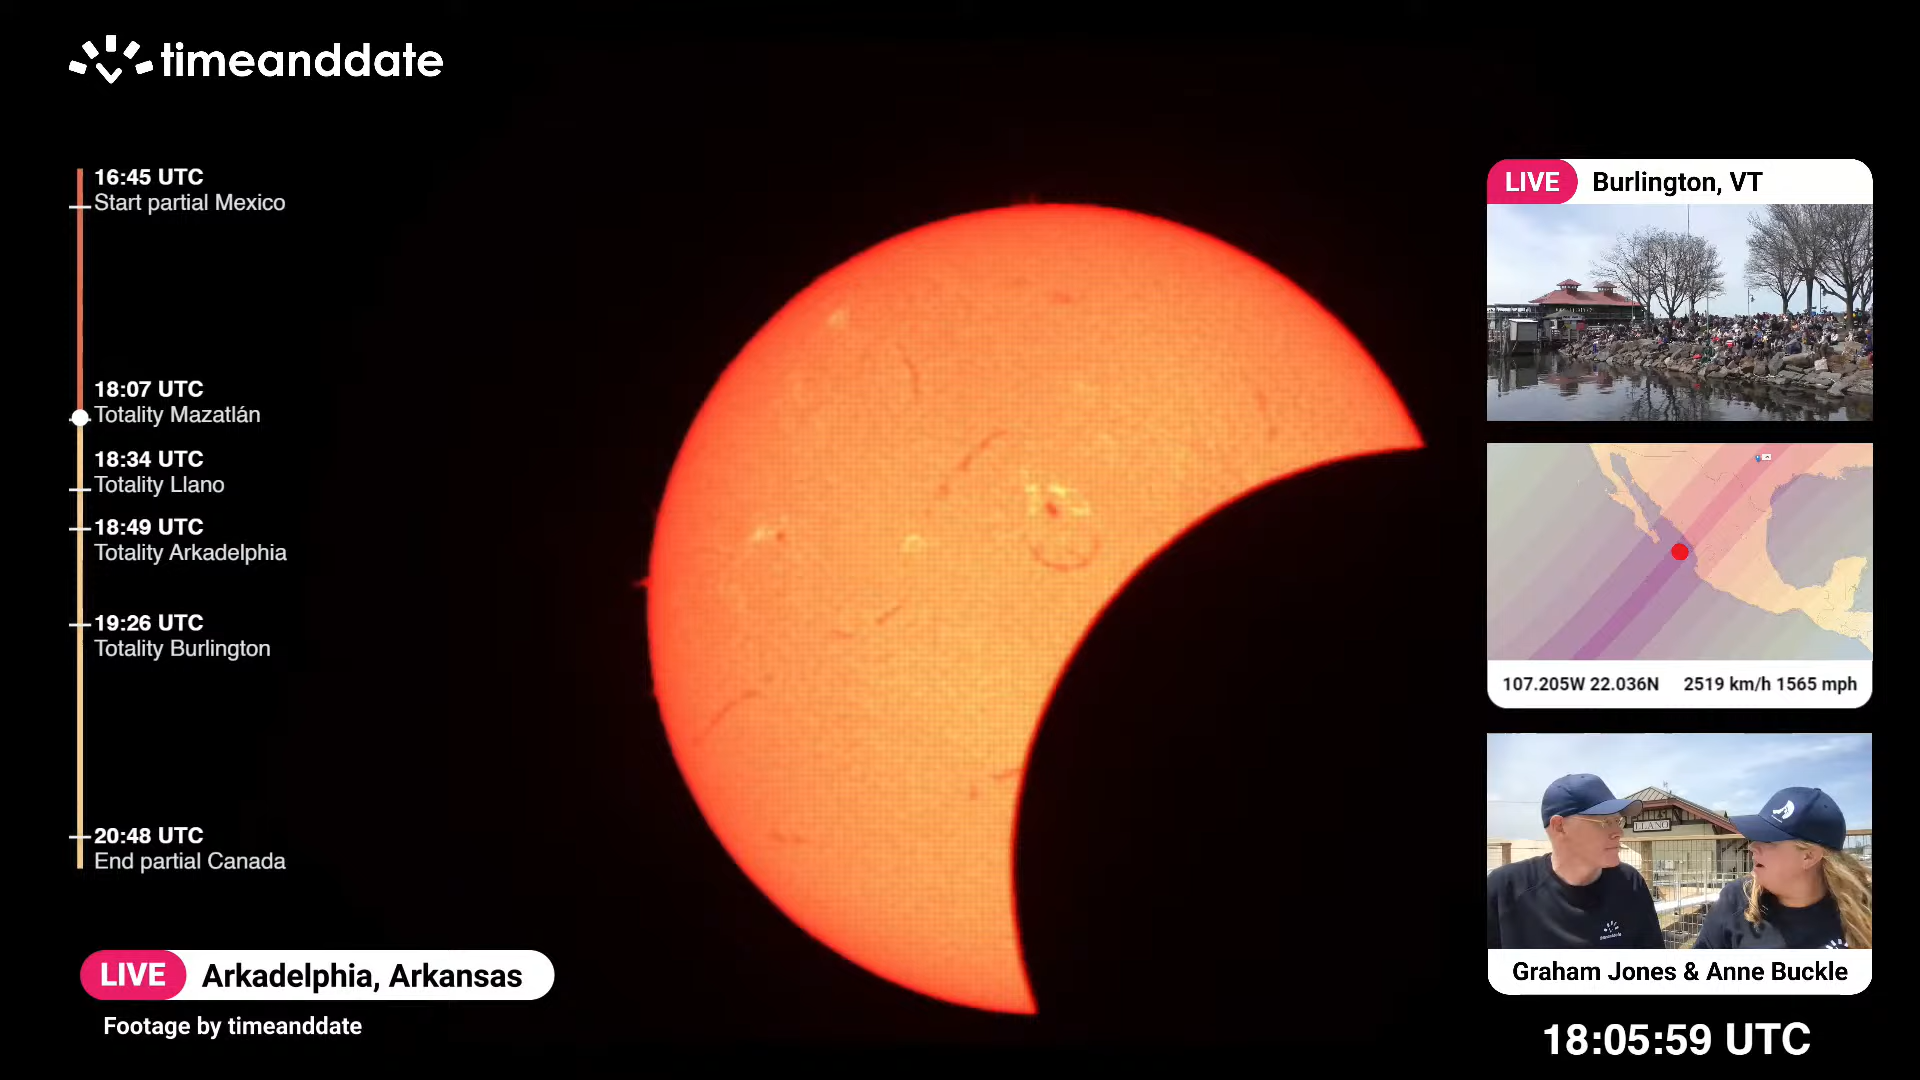 timeanddate
16:45 UTC
Start partial Mexico
18:07 UTC
Totality Mazatlán
18:34 UTC
Totality Llano
18:49 UTC
Totality Arkadelphia
19:26 UTC
Totality Burlington
20:48 UTC
End partial Canada
LIVE Arkadelphia, Arkansas
Footage by timeanddate
LIVE Burlington, VT
107.205W 22.036N 2519 km/h 1565 mph
LLANO
timeanddate
Graham Jones & Anne Buckle
18:05:59 UTC